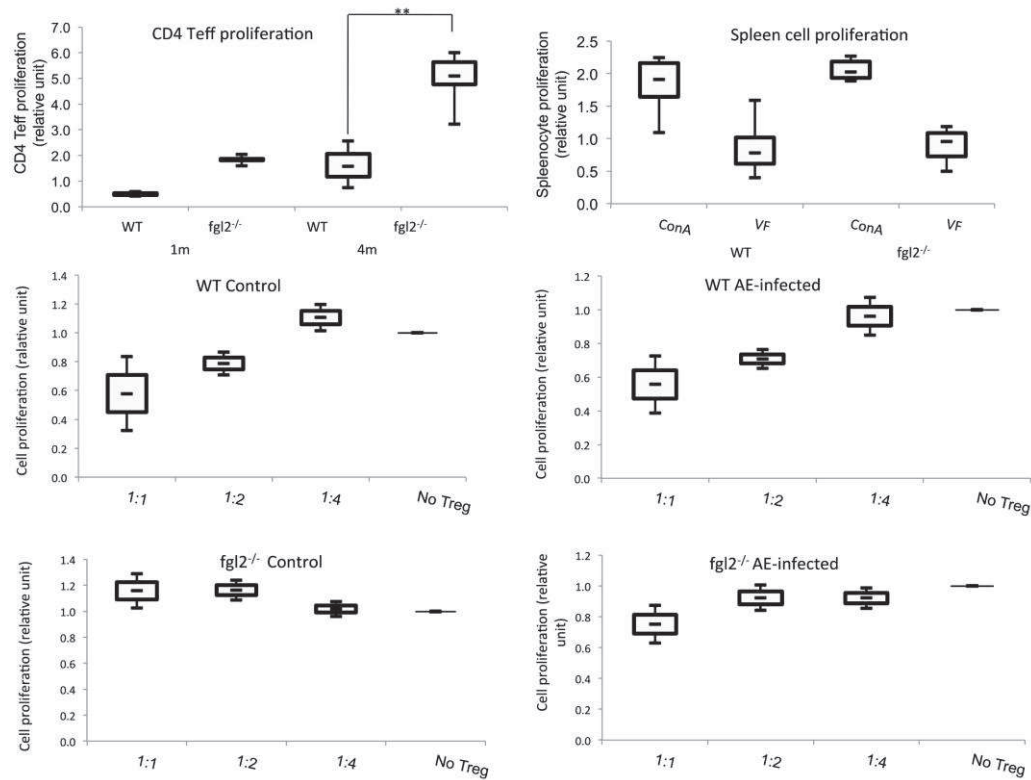 CD4 Teff proliferation
**
CD4 Teff proliferation
(relative unit)
7.0
6.0
5.0
4.0
3.0
2.0
1.0
0.0
WT
fgl2-/-
WT
fgl2-/-
1m
4m
Spleen cell proliferation
Spleenocyte proliferation
(relative unit)
2.5
2.0
1.5
1.0
0.5
0.0
ConA
VF
ConA
VF
WT
fgl2-/-
WT Control
Cell proliferation (ralative unit)
1.4
1.2
1.0
0.8
0.6
0.4
0.2
0.0
1:1
1:2
1:4
No Treg
WT AE-infected
Cell proliferation (relative unit)
1.2
1.0
0.8
0.6
0.4
0.2
0.0
1:1
1:2
1:4
No Treg
fgl2-/- Control
Cell proliferation (relative unit)
1.4
1.2
1.0
0.8
0.6
0.4
0.2
0.0
1:1
1:2
1:4
No Treg
fgl2-/- AE-infected
Cell proliferation (relative
unit)
1.2
1.0
0.8
0.6
0.4
0.2
0.0
1:1
1:2
1:4
No Treg